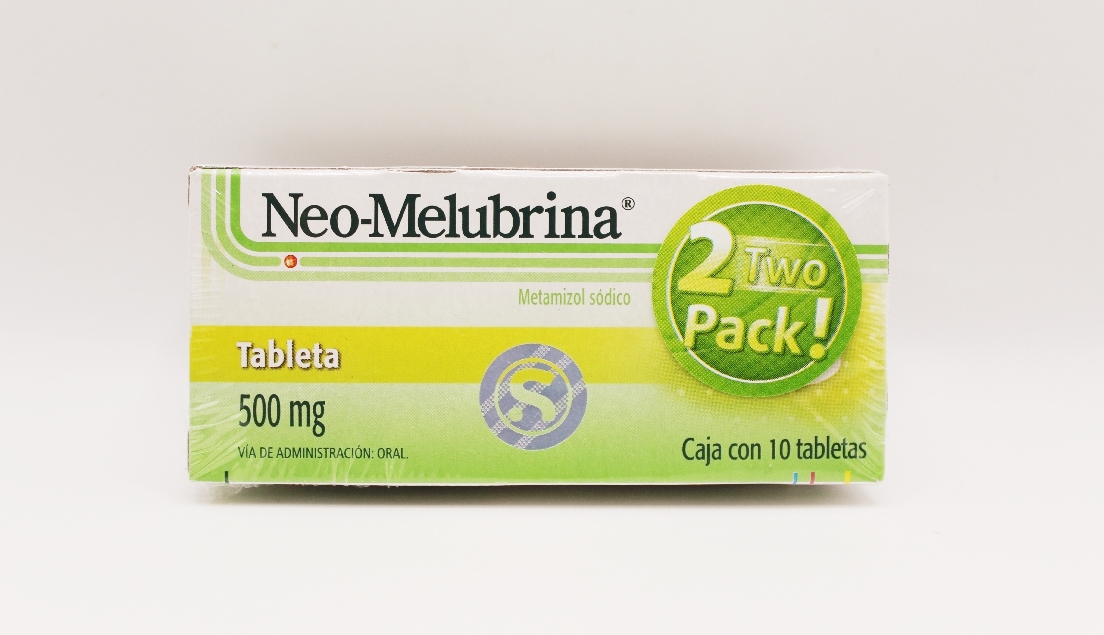 Neo-Melubrina®
2 Two
Pack!
Metamizol sódico
Tableta
S
500 mg
VÍA DE ADMINISTRACIÓN: ORAL.
Caja con 10 tabletas